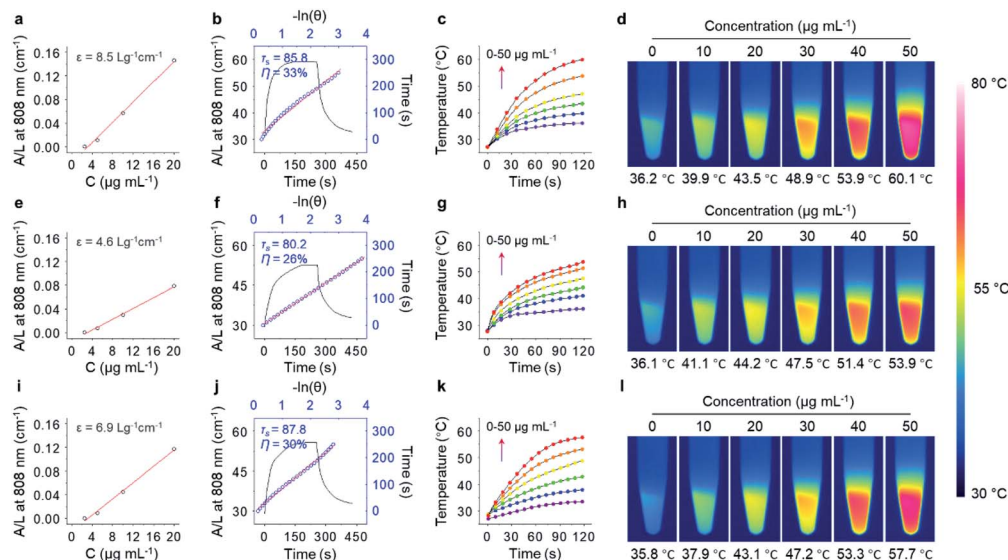 a
b
c
d
-ln(θ)
0 1 2 3 4
Concentration (µg mL⁻¹)
0 10 20 30 40 50
A/L at 808 nm (cm⁻¹)
0.16
0.12
0.08
0.04
0.00
ε = 8.5 Lg⁻¹cm⁻¹
4 8 12 16 20
C (µg mL⁻¹)
A/L at 808 nm (cm⁻¹)
60
50
40
30
τₛ = 85.8
η = 33%
300
200
100
0
Time (s)
0 150 300 450
Time (s)
Temperature (°C)
60
50
40
30
0-50 µg mL⁻¹
0 30 60 90 120
Time (s)
36.2 °C 39.9 °C 43.5 °C 48.9 °C 53.9 °C 60.1 °C
80 °C
55 °C
30 °C
e
f
g
h
-ln(θ)
0 1 2 3 4
Concentration (µg mL⁻¹)
0 10 20 30 40 50
A/L at 808 nm (cm⁻¹)
0.16
0.12
0.08
0.04
0.00
ε = 4.6 Lg⁻¹cm⁻¹
4 8 12 16 20
C (µg mL⁻¹)
A/L at 808 nm (cm⁻¹)
60
45
30
τₛ = 80.2
η = 26%
300
200
100
0
Time (s)
0 150 300 450
Time (s)
Temperature (°C)
60
50
40
30
0-50 µg mL⁻¹
0 30 60 90 120
Time (s)
36.1 °C 41.1 °C 44.2 °C 47.5 °C 51.4 °C 53.9 °C
i
j
k
l
-ln(θ)
0 1 2 3 4
Concentration (µg mL⁻¹)
0 10 20 30 40 50
A/L at 808 nm (cm⁻¹)
0.16
0.12
0.08
0.04
0.00
ε = 6.9 Lg⁻¹cm⁻¹
4 8 12 16 20
C (µg mL⁻¹)
A/L at 808 nm (cm⁻¹)
60
45
30
τₛ = 87.8
η = 30%
300
200
100
0
Time (s)
0 150 300 450
Time (s)
Temperature (°C)
60
50
40
30
0-50 µg mL⁻¹
0 30 60 90 120
Time (s)
35.8 °C 37.9 °C 43.1 °C 47.2 °C 53.3 °C 57.7 °C